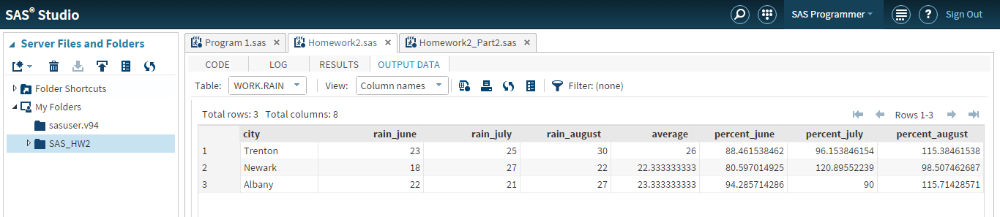 SAS® Studio SAS Programmer ? Sign Out
Server Files and Folders
Folder Shortcuts
My Folders
sasuser.v94
SAS_HW2
Program 1.sas Homework2.sas Homework2_Part2.sas
CODE LOG RESULTS OUTPUT DATA
Table: WORK.RAIN View: Column names Filter: (none)
Total rows: 3 Total columns: 8 Rows 1-3
city rain_june rain_july rain_august average percent_june percent_july percent_august
1 Trenton 23 25 30 26 88.461538462 96.153846154 115.38461538
2 Newark 18 27 22 22.333333333 80.597014925 120.89552239 98.507462687
3 Albany 22 21 27 23.333333333 94.285714286 90 115.71428571